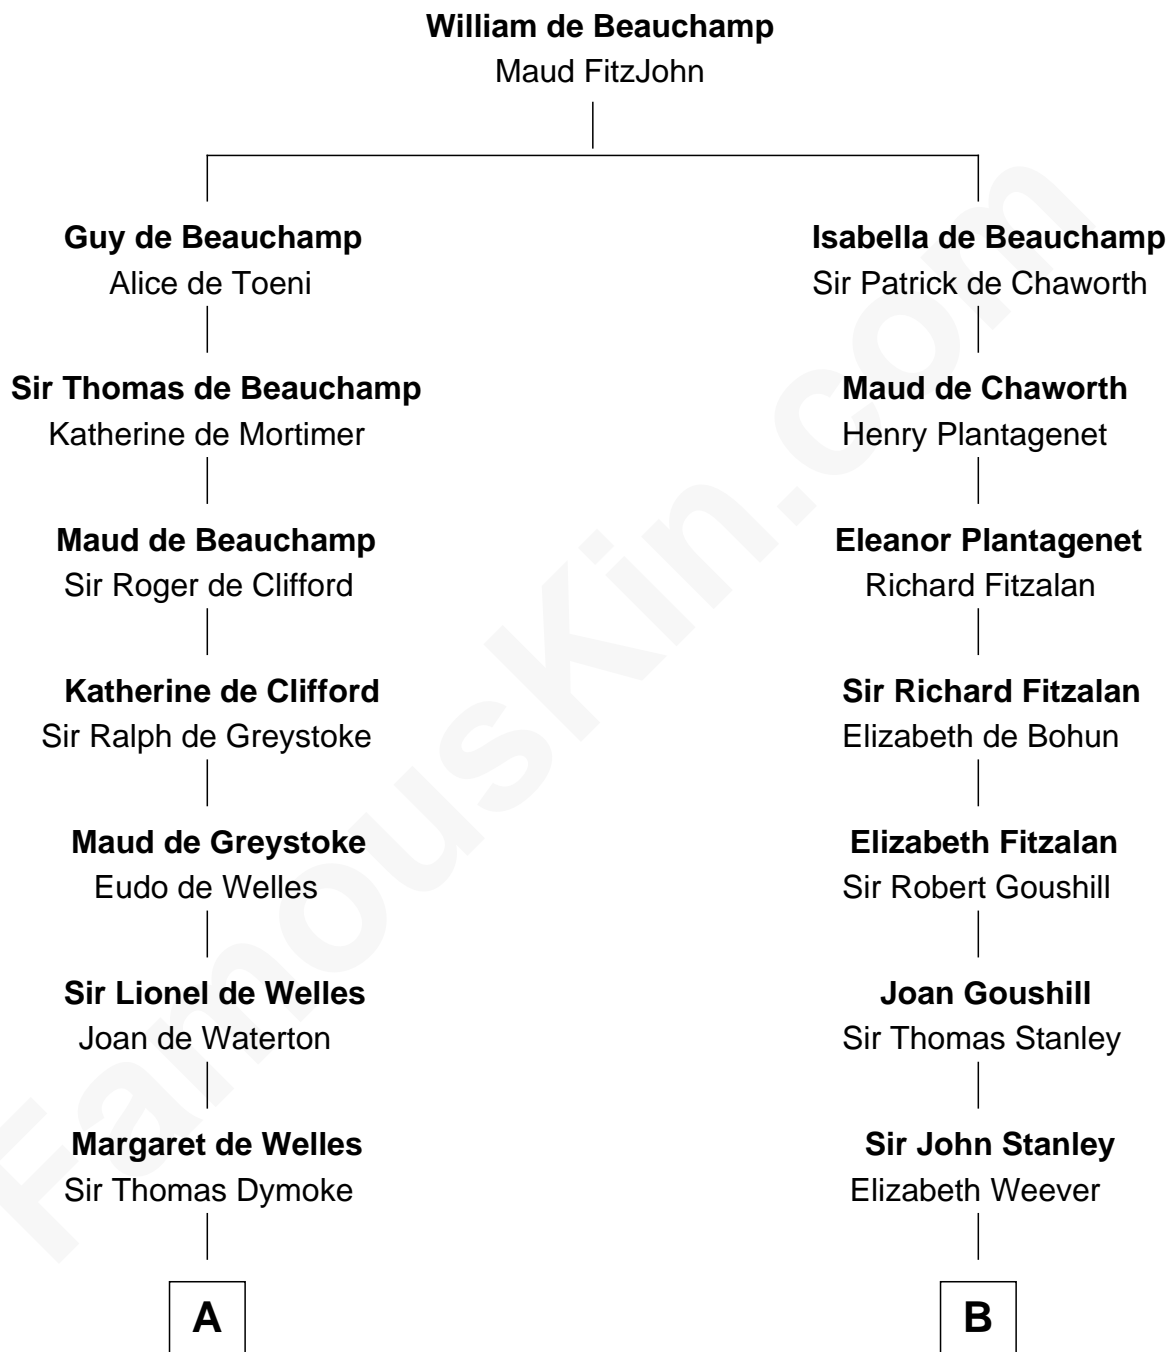 William de Beauchamp
Maud FitzJohn
Guy de Beauchamp
Alice de Toeni
Sir Thomas de Beauchamp
Katherine de Mortimer
Maud de Beauchamp
Sir Roger de Clifford
Katherine de Clifford
Sir Ralph de Greystoke
Maud de Greystoke
Eudo de Welles
Sir Lionel de Welles
Joan de Waterton
Margaret de Welles
Sir Thomas Dymoke
A
Isabella de Beauchamp
Sir Patrick de Chaworth
Maud de Chaworth
Henry Plantagenet
Eleanor Plantagenet
Richard Fitzalan
Sir Richard Fitzalan
Elizabeth de Bohun
Elizabeth Fitzalan
Sir Robert Goushill
Joan Goushill
Sir Thomas Stanley
Sir John Stanley
Elizabeth Weever
B
FamousKin.com